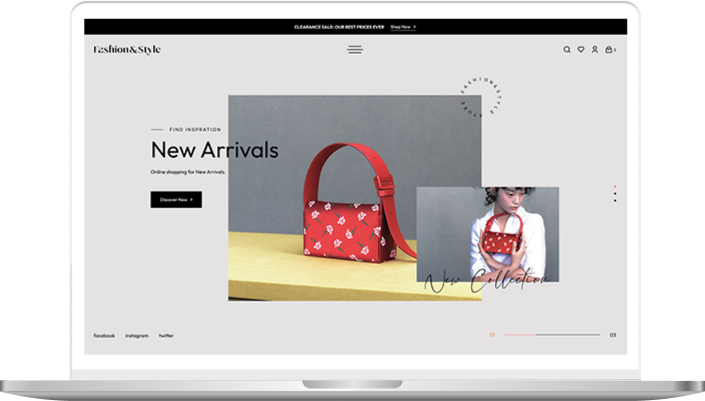 CLEARANCE SALE: OUR BEST PRICES EVER Shop Now >
Fashion&Style
FASHION&STYLE STORE
FIND INSPRATION
New Arrivals
Online shopping for New Arrivals.
Discover Now >
New Collection
facebook instagram twitter
01 03